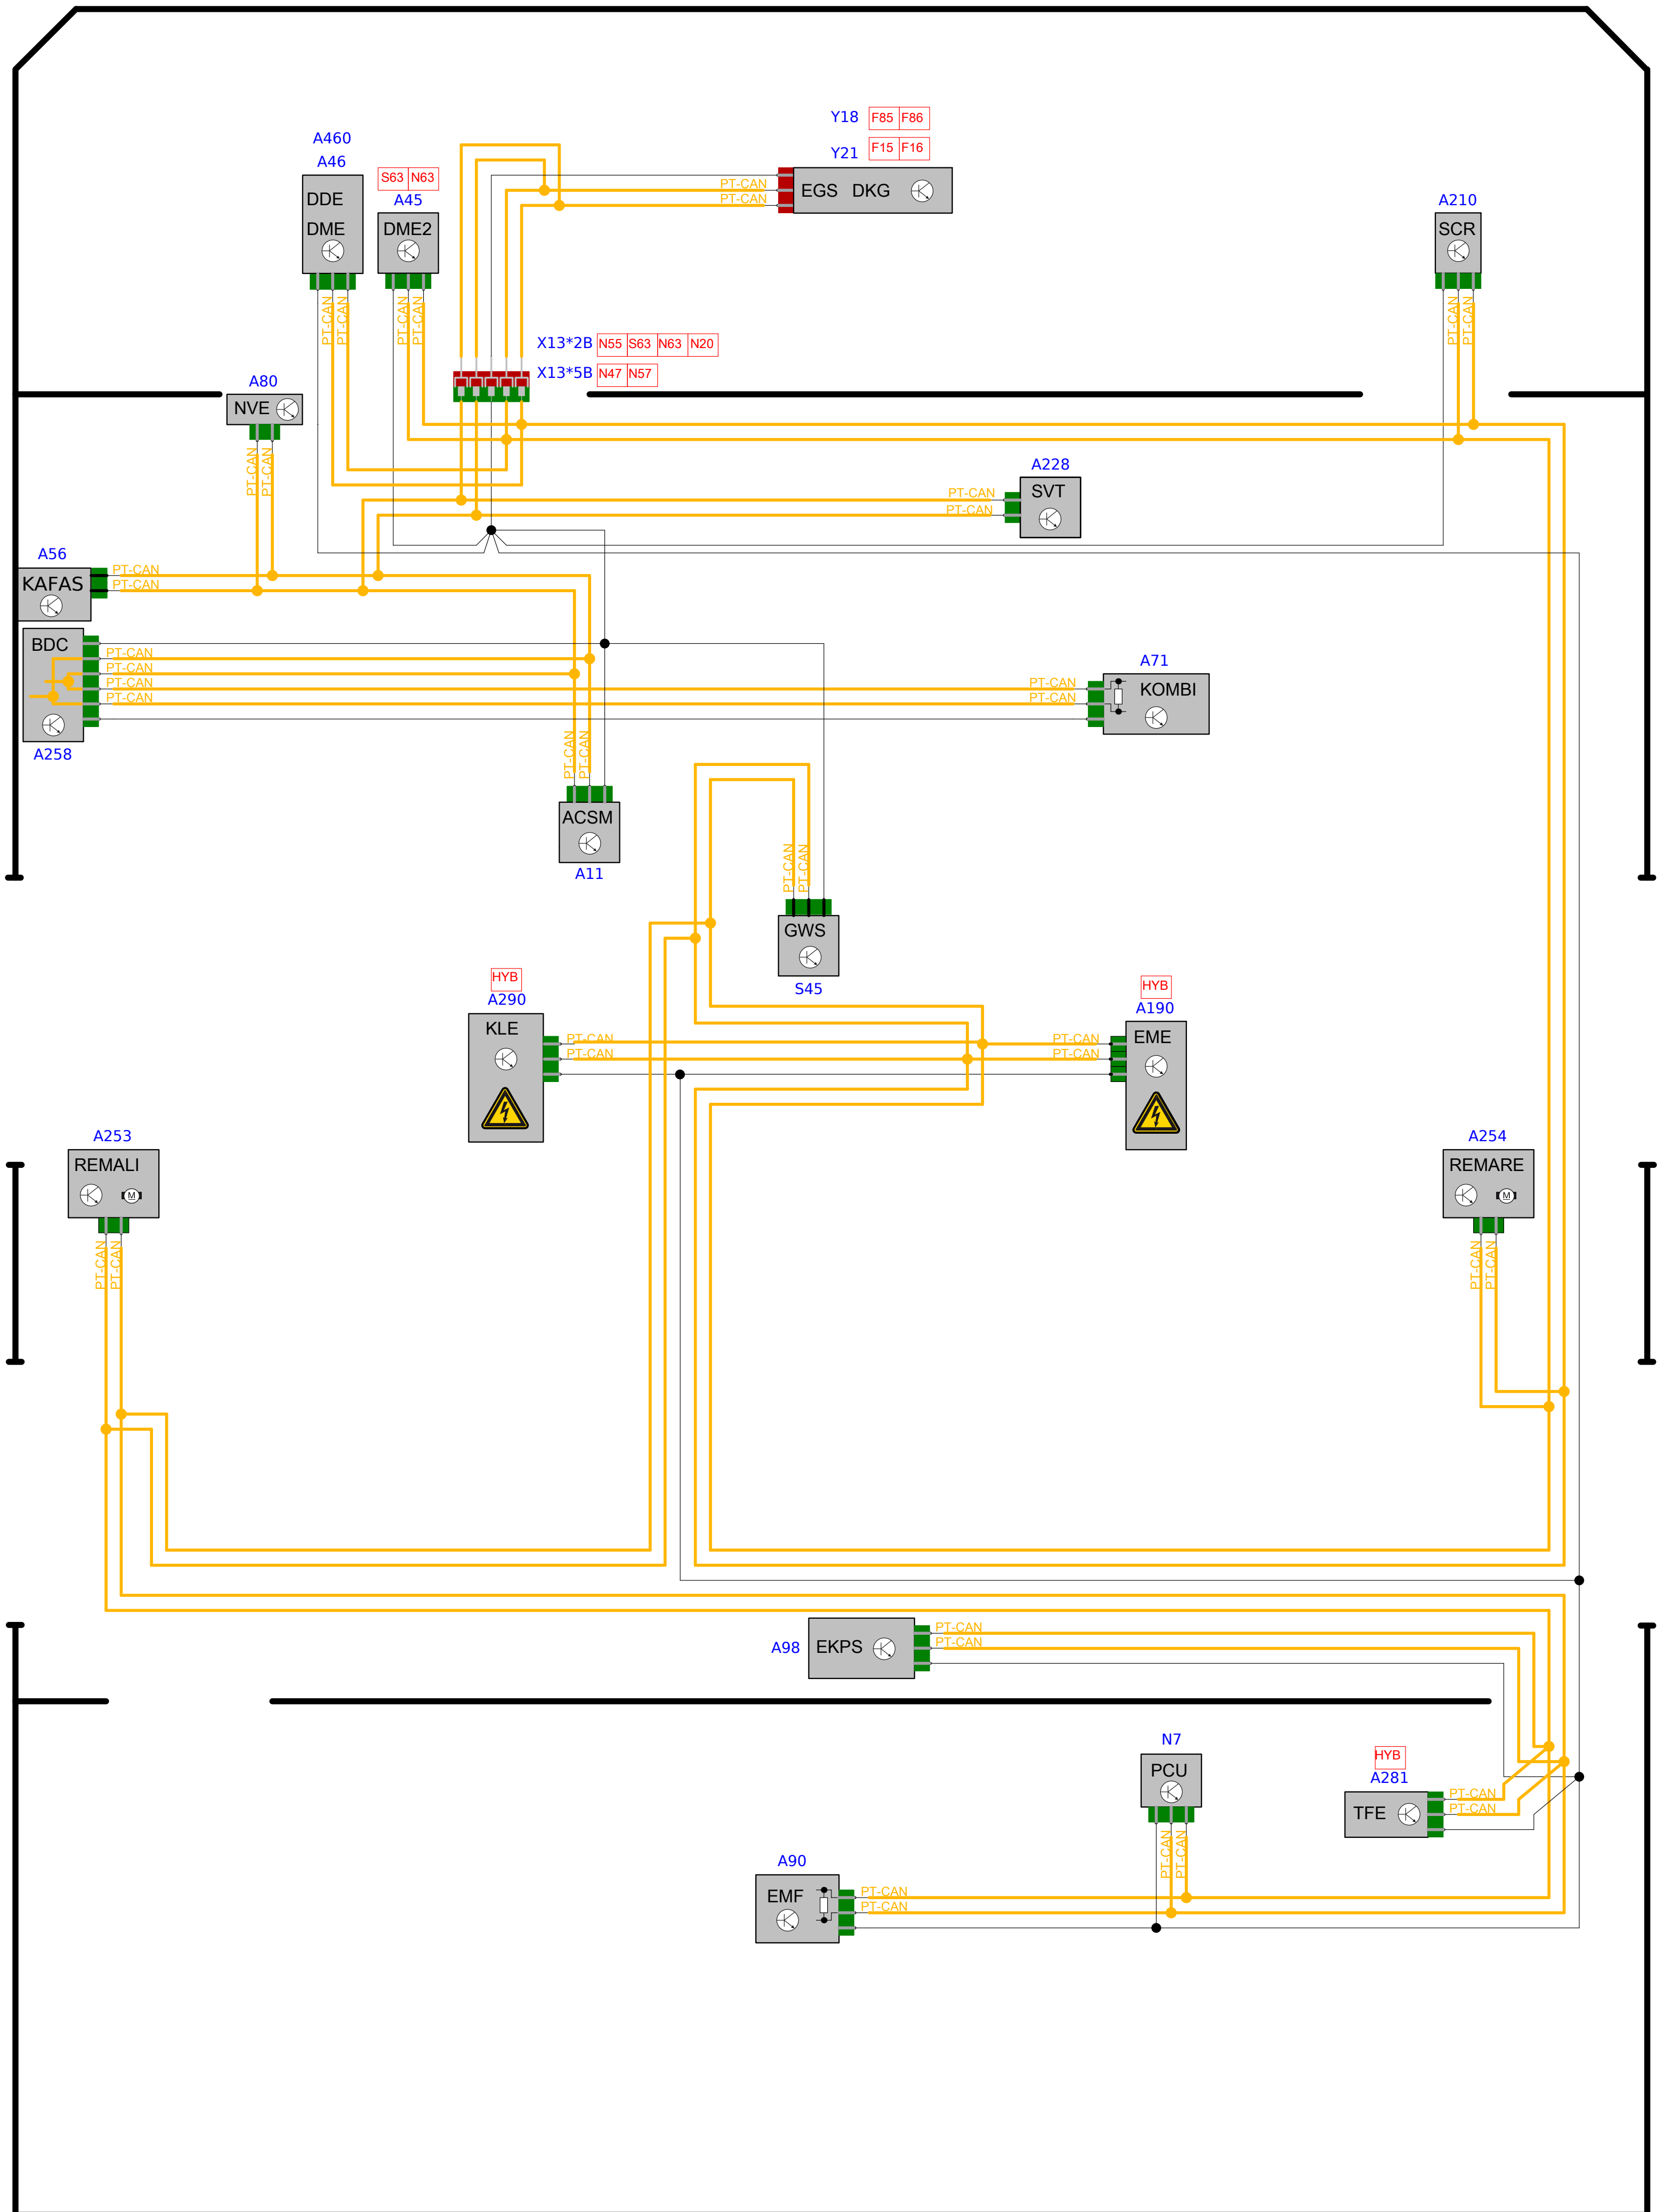 Y18 F85 F86
Y21 F15 F16
A460
A46
S63 N63
A45
DDE
DME
DME2
PT-CAN
PT-CAN
EGS DKG
A210
SCR
PT-CAN
PT-CAN
PT-CAN
PT-CAN
PT-CAN
PT-CAN
X13*2B N55 S63 N63 N20
X13*5B N47 N57
A80
NVE
PT-CAN
PT-CAN
A228
SVT
PT-CAN
PT-CAN
A56
KAFAS
PT-CAN
PT-CAN
BDC
PT-CAN
PT-CAN
PT-CAN
PT-CAN
A258
A71
KOMBI
PT-CAN
PT-CAN
PT-CAN
PT-CAN
ACSM
A11
PT-CAN
PT-CAN
GWS
S45
HYB
A290
KLE
PT-CAN
PT-CAN
HYB
A190
EME
PT-CAN
PT-CAN
A253
REMALI
M
PT-CAN
PT-CAN
A254
REMARE
M
PT-CAN
PT-CAN
A98
EKPS
PT-CAN
PT-CAN
N7
PCU
PT-CAN
PT-CAN
HYB
A281
TFE
PT-CAN
PT-CAN
A90
EMF
PT-CAN
PT-CAN